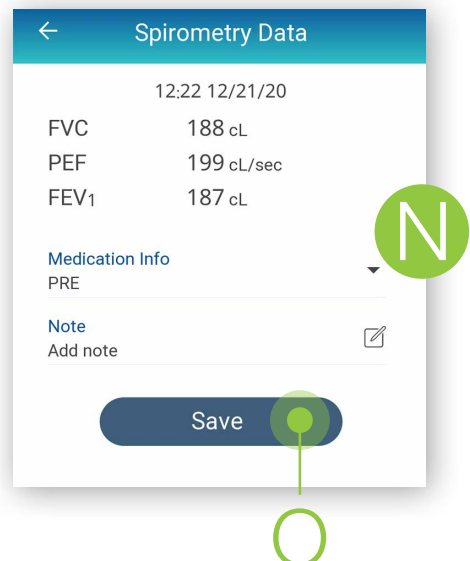 Spirometry Data
12:22 12/21/20
FVC 188 cL
PEF 199 cL/sec
FEV1 187 cL
N
Medication Info
PRE
Note
Add note
Save
O